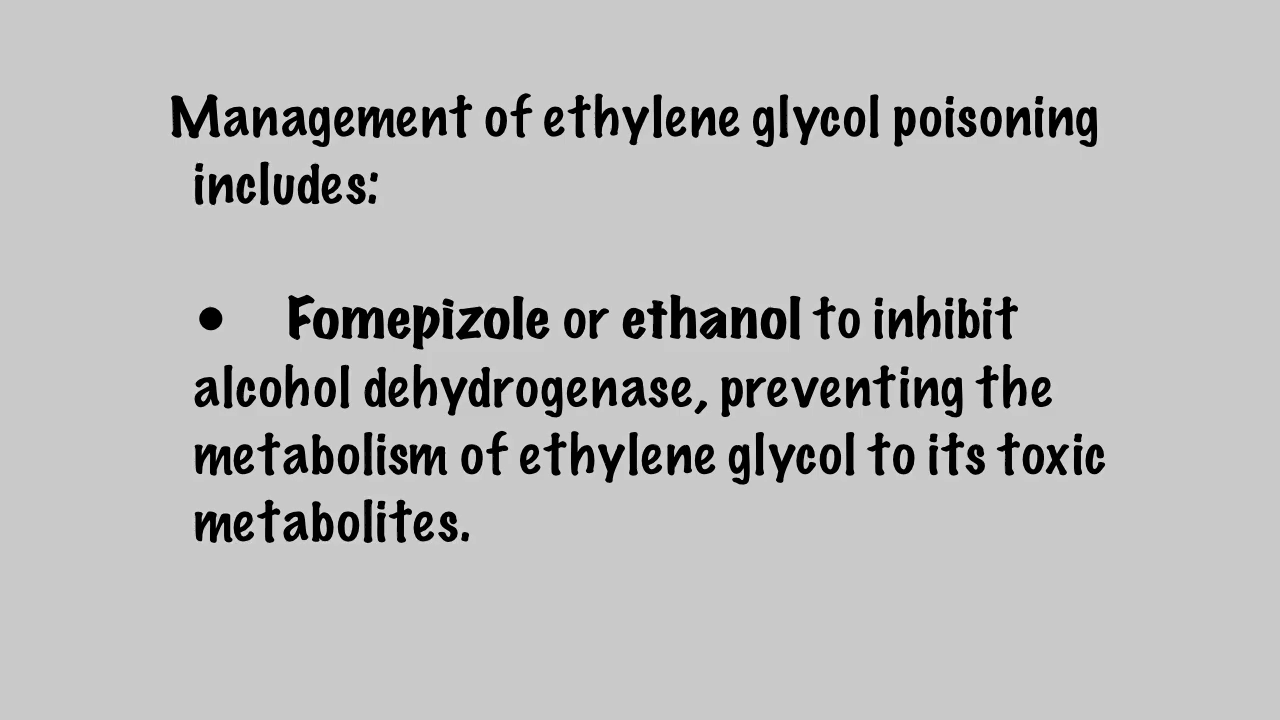 Management of ethylene glycol poisoning
includes:
• Fomepizole or ethanol to inhibit
alcohol dehydrogenase, preventing the
metabolism of ethylene glycol to its toxic
metabolites.